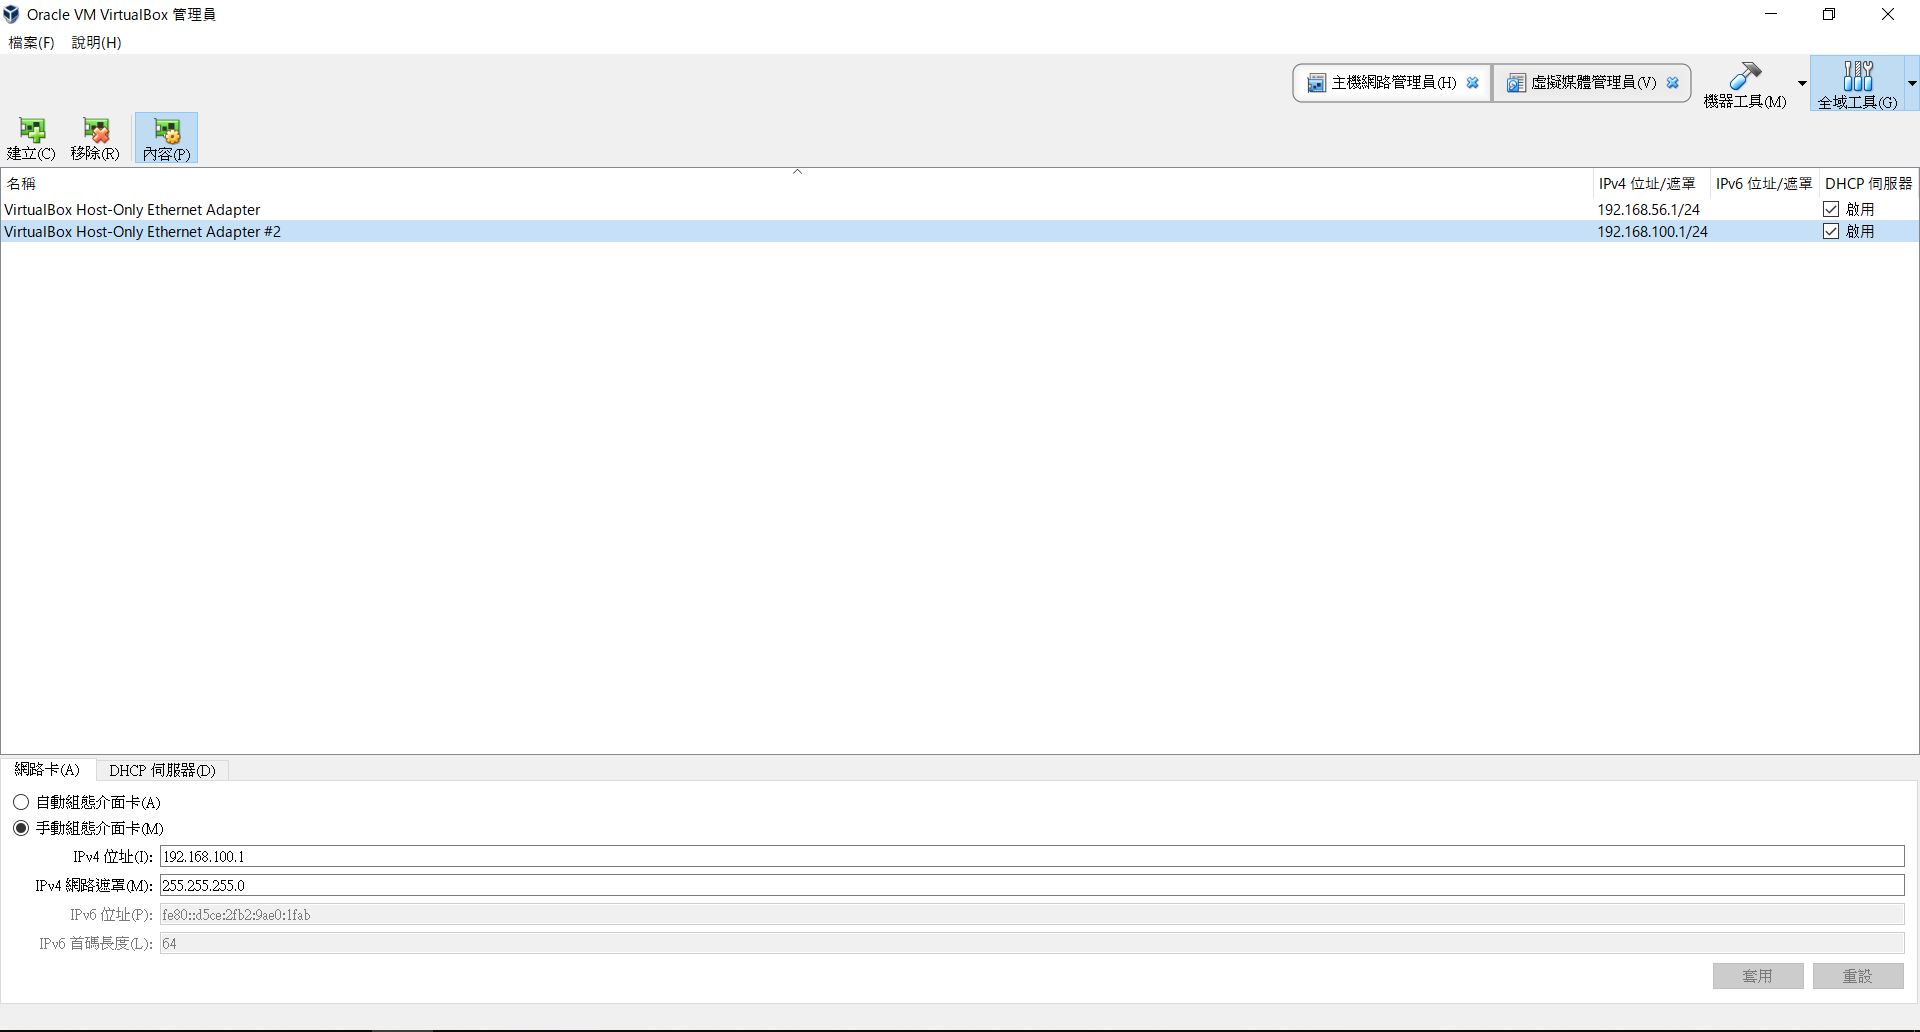 Oracle VM VirtualBox 管理員
檔案(F) 說明(H)
主機網路管理員(H) 虛擬媒體管理員(V) 機器工具(M) 全域工具(G)
建立(C) 移除(R) 內容(P)
名稱 IPv4 位址/遮罩 IPv6 位址/遮罩 DHCP 伺服器
VirtualBox Host-Only Ethernet Adapter 192.168.56.1/24 啟用
VirtualBox Host-Only Ethernet Adapter #2 192.168.100.1/24 啟用
網路卡(A) DHCP 伺服器(D)
自動組態介面卡(A)
手動組態介面卡(M)
IPv4 位址(I): 192.168.100.1
IPv4 網路遮罩(M): 255.255.255.0
IPv6 位址(P): fe80::d5ce:2fb2:9ae0:1fab
IPv6 首碼長度(L): 64
套用 重設